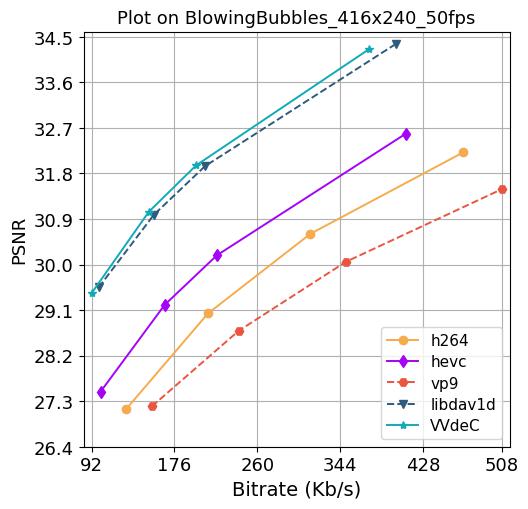 Plot on BlowingBubbles_416x240_50fps
34.5
33.6
32.7
31.8
30.9
30.0
29.1
28.2
27.3
26.4
PSNR
92 176 260 344 428 508
Bitrate (Kb/s)
h264
hevc
vp9
libdav1d
VVdeC